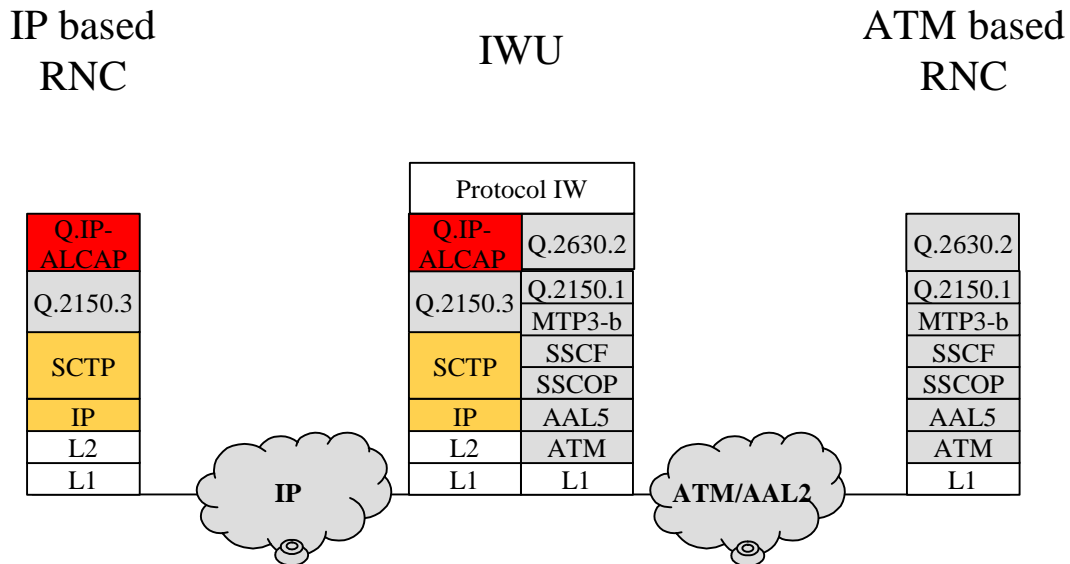 IP based
RNC
IWU
ATM based
RNC
Protocol IW
Q.IP-
ALCAP
Q.2150.3
SCTP
IP
L2
L1
Q.IP-
ALCAP
Q.2150.3
SCTP
IP
L2
L1
Q.2630.2
Q.2150.1
MTP3-b
SSCF
SSCOP
AAL5
ATM
L1
Q.2630.2
Q.2150.1
MTP3-b
SSCF
SSCOP
AAL5
ATM
L1
IP
ATM/AAL2